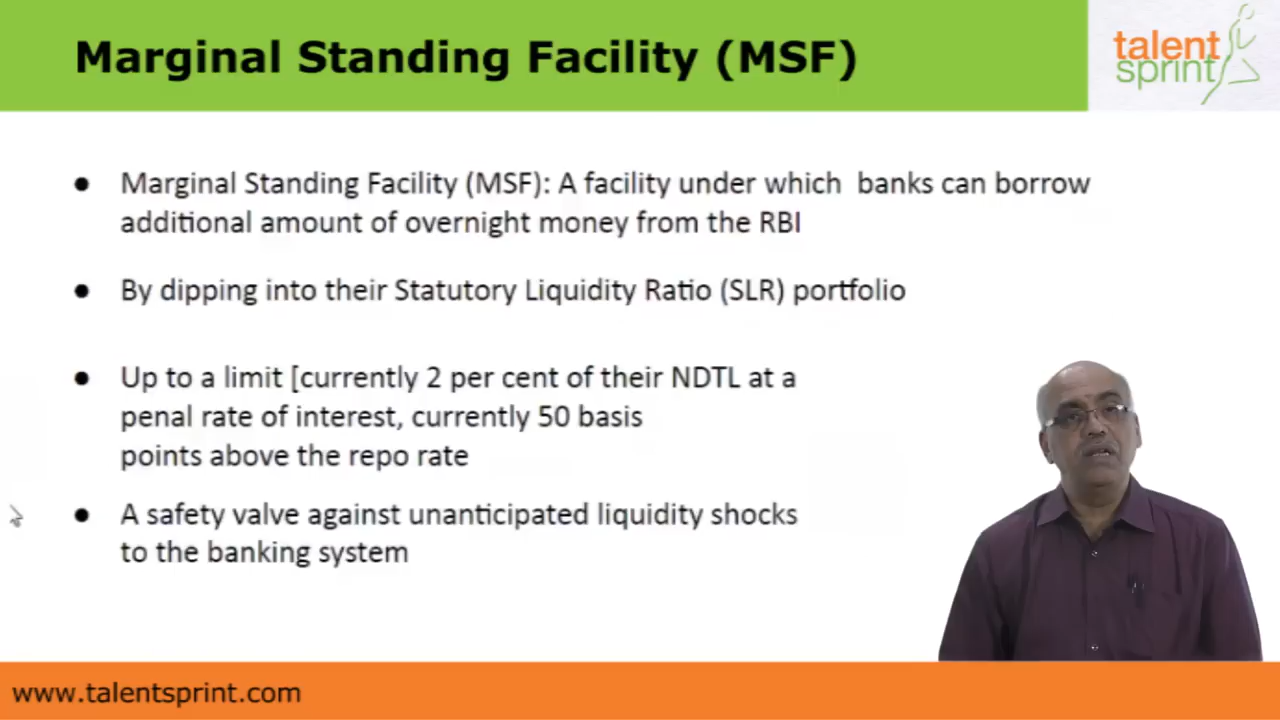 Marginal Standing Facility (MSF)
talent
sprint
● Marginal Standing Facility (MSF): A facility under which banks can borrow
additional amount of overnight money from the RBI
● By dipping into their Statutory Liquidity Ratio (SLR) portfolio
● Up to a limit [currently 2 per cent of their NDTL at a
penal rate of interest, currently 50 basis
points above the repo rate
● A safety valve against unanticipated liquidity shocks
to the banking system
www.talentsprint.com